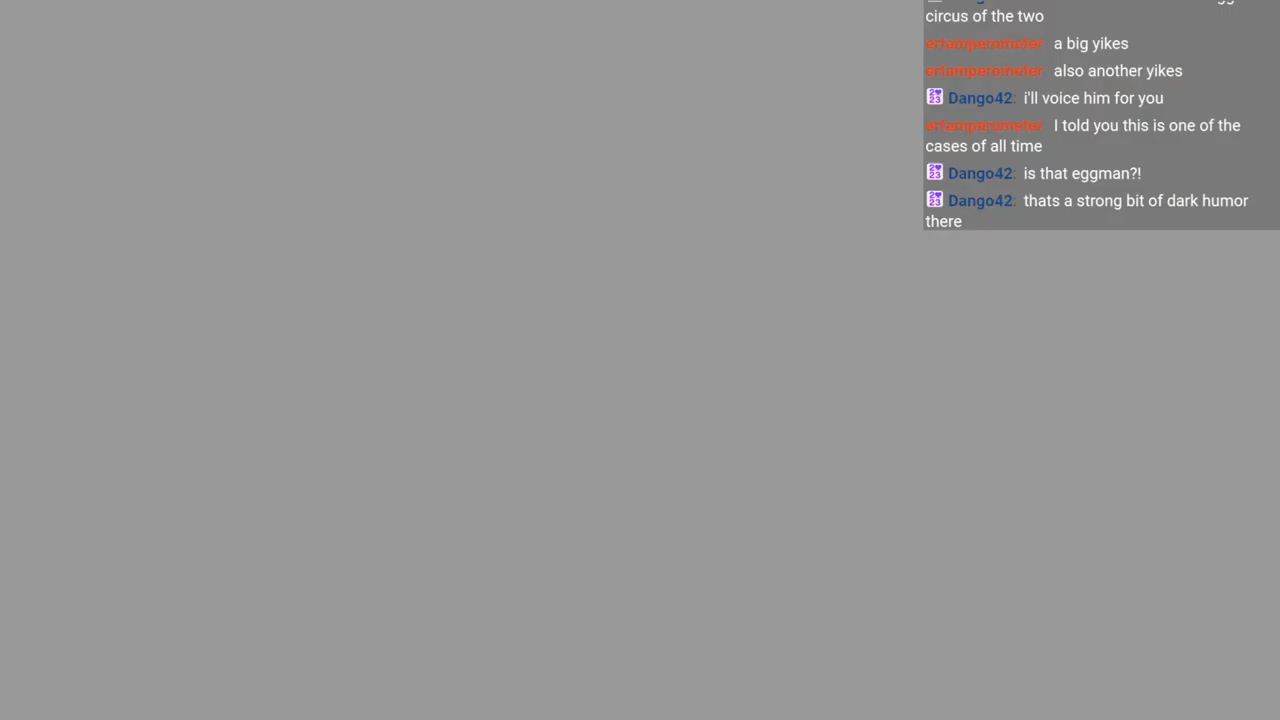 circus of the two
ertamperometer a big yikes
ertamperometer also another yikes
Dango42: i'll voice him for you
ertamperometer I told you this is one of the
cases of all time
Dango42: is that eggman?!
Dango42: thats a strong bit of dark humor
there